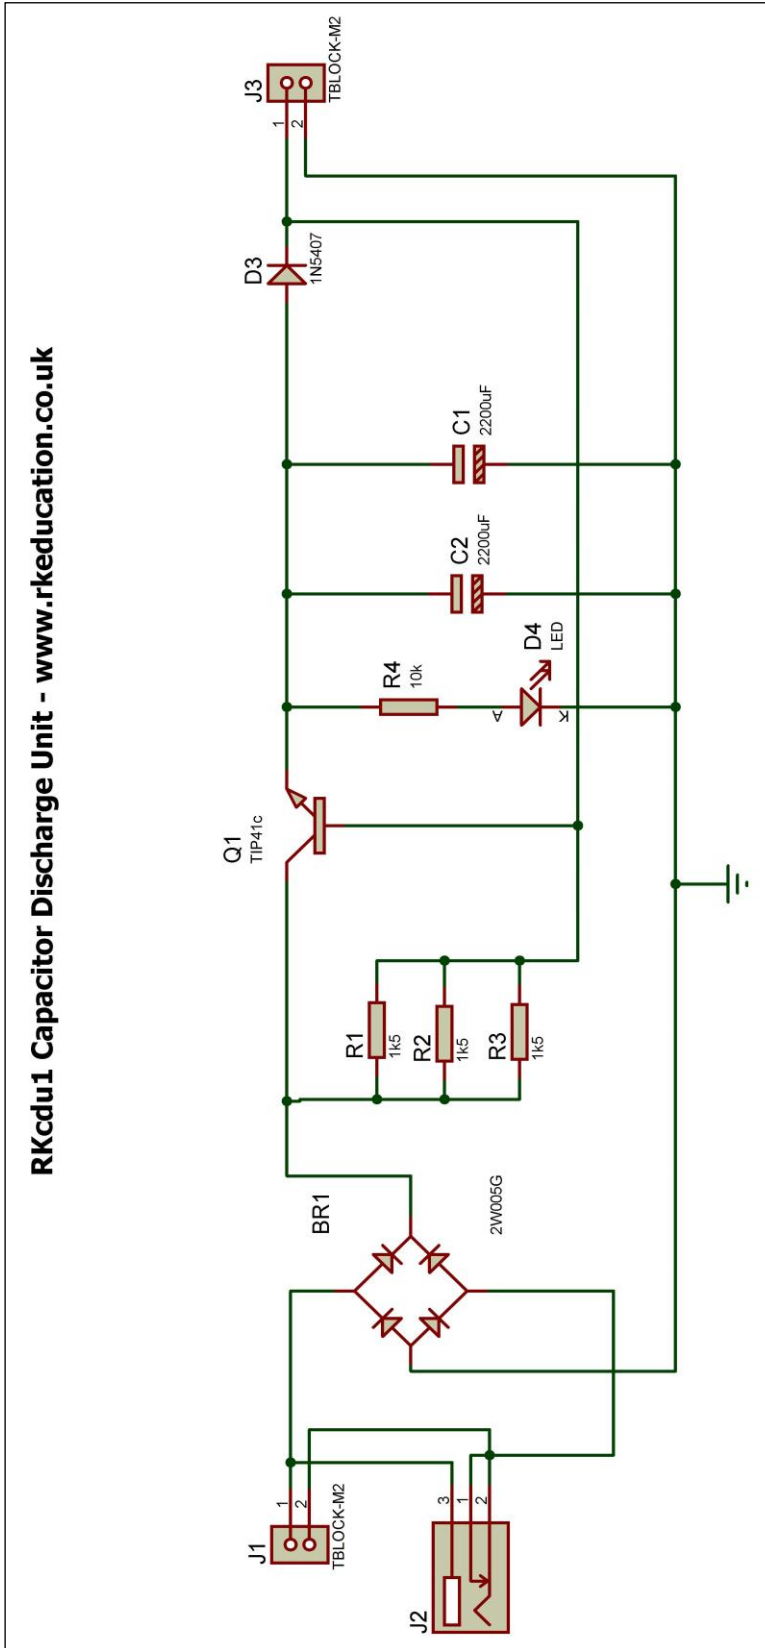 RKcdu1 Capacitor Discharge Unit - www.rkeducation.co.uk
J1
TBLOCK-M2
1
2
J2
3
1
2
BR1
2W005G
R1
1k5
R2
1k5
R3
1k5
Q1
TIP41c
R4
10k
D4
LED
A
K
C2
2200uF
C1
2200uF
D3
1N5407
J3
TBLOCK-M2
1
2